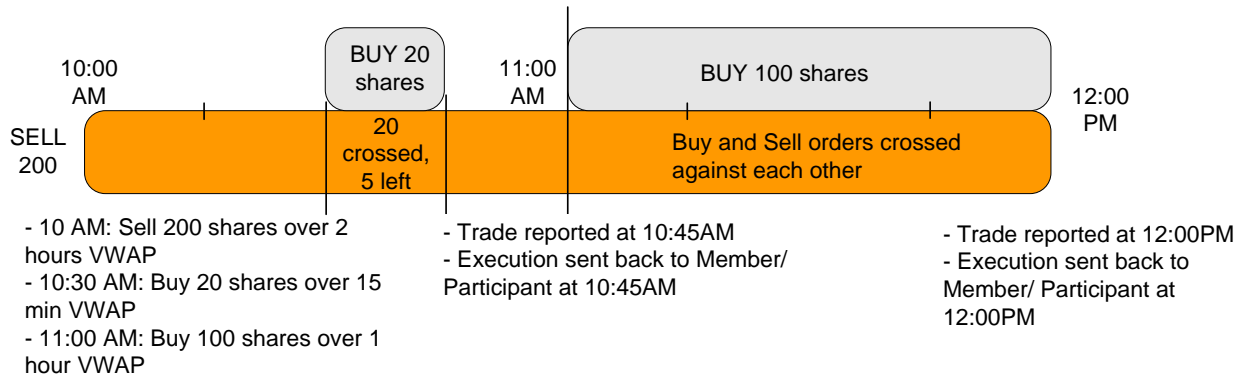 10:00
AM
BUY 20
shares
11:00
AM
BUY 100 shares
12:00
PM
SELL
200
20
crossed,
5 left
Buy and Sell orders crossed
against each other
- 10 AM: Sell 200 shares over 2
hours VWAP
- 10:30 AM: Buy 20 shares over 15
min VWAP
- 11:00 AM: Buy 100 shares over 1
hour VWAP
- Trade reported at 10:45AM
- Execution sent back to Member/
Participant at 10:45AM
- Trade reported at 12:00PM
- Execution sent back to
Member/ Participant at
12:00PM